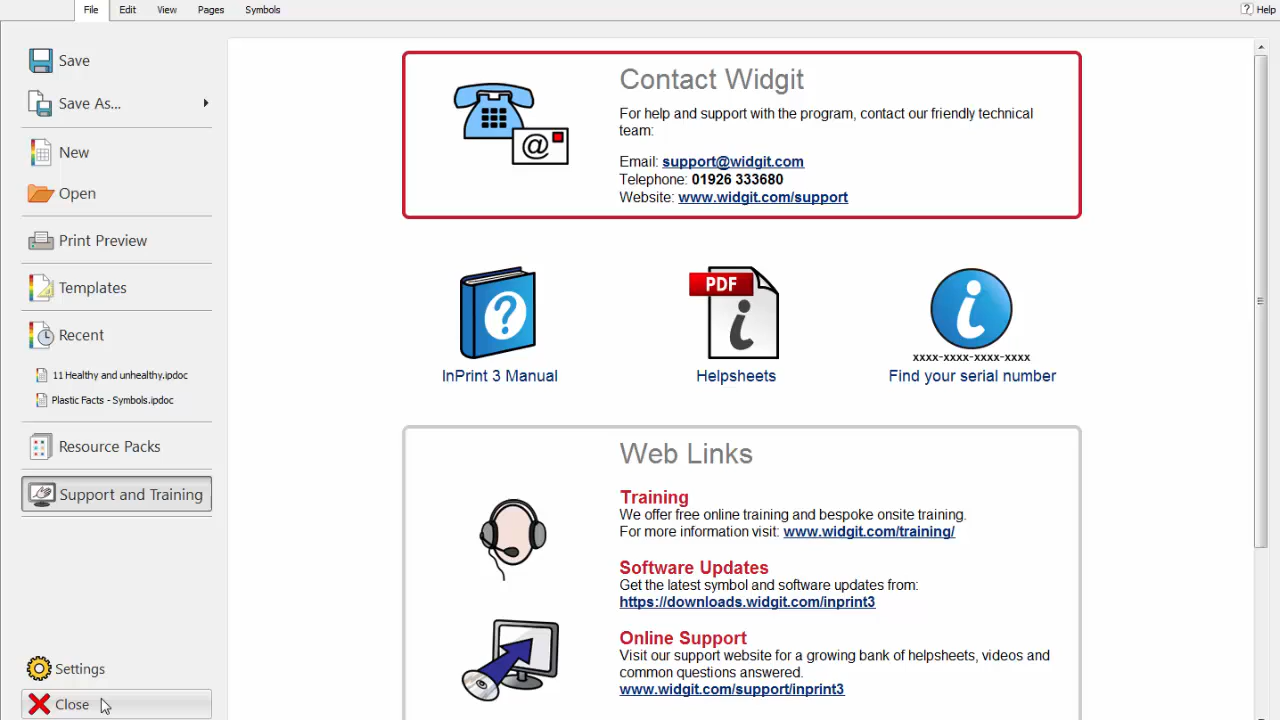 File Edit View Pages Symbols
? Help
Save
Save As...
New
Open
Print Preview
Templates
Recent
11 Healthy and unhealthy.ipdoc
Plastic Facts - Symbols.ipdoc
Resource Packs
Support and Training
Settings
Close
Contact Widgit
For help and support with the program, contact our friendly technical
team:
Email: support@widgit.com
Telephone: 01926 333680
Website: www.widgit.com/support
@
?
PDF
i
i
xxxx-xxxx-xxxx-xxxx
InPrint 3 Manual
Helpsheets
Find your serial number
Web Links
Training
We offer free online training and bespoke onsite training.
For more information visit: www.widgit.com/training/
Software Updates
Get the latest symbol and software updates from:
https://downloads.widgit.com/inprint3
Online Support
Visit our support website for a growing bank of helpsheets, videos and
common questions answered.
www.widgit.com/support/inprint3